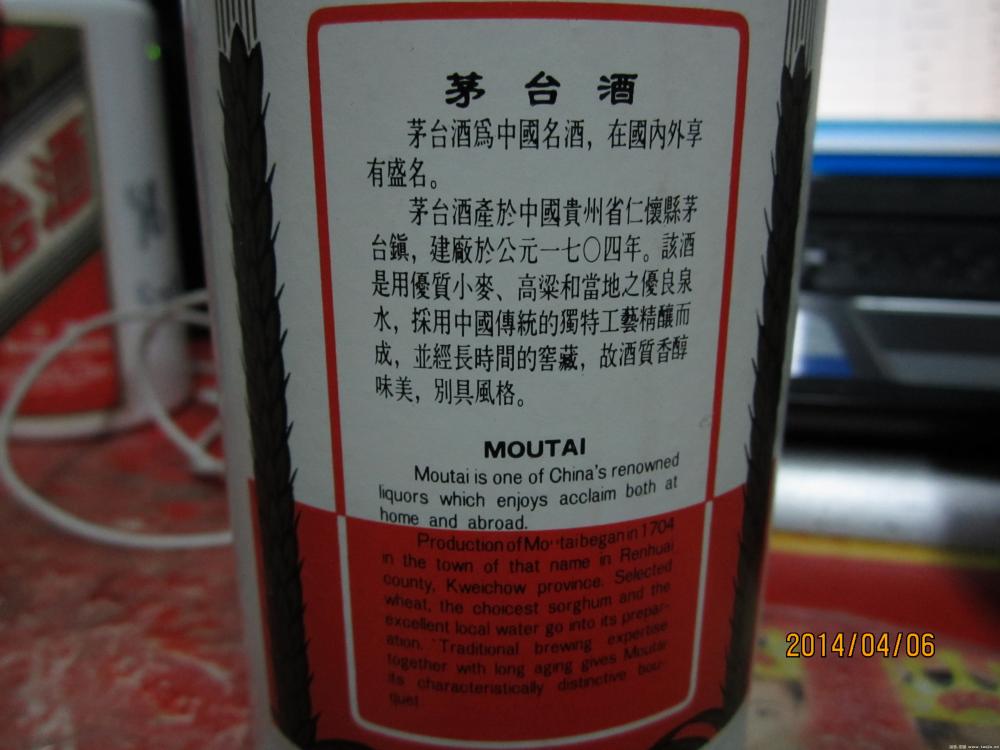 茅台酒
茅台酒爲中國名酒，在國內外享
有盛名。
茅台酒產於中國貴州省仁懷縣茅
台鎮，建廠於公元一七〇四年。該酒
是用優質小麥、高粱和當地之優良泉
水，採用中國傳統的獨特工藝精釀而
成，並經長時間的窖藏，故酒質香醇
味美，別具風格。
MOUTAI
Moutai is one of China's renowned
liquors which enjoys acclaim both at
home and abroad.
Production of Moutai began in 1704
in the town of that name in Renhuai
county, Kweichow province. Selected
wheat, the choicest sorghum and the
excellent local water go into its prepar-
ation. Traditional brewing expertise
together with long aging gives Moutai
its characteristically distinctive bou-
quet
台酒
2014/04/06